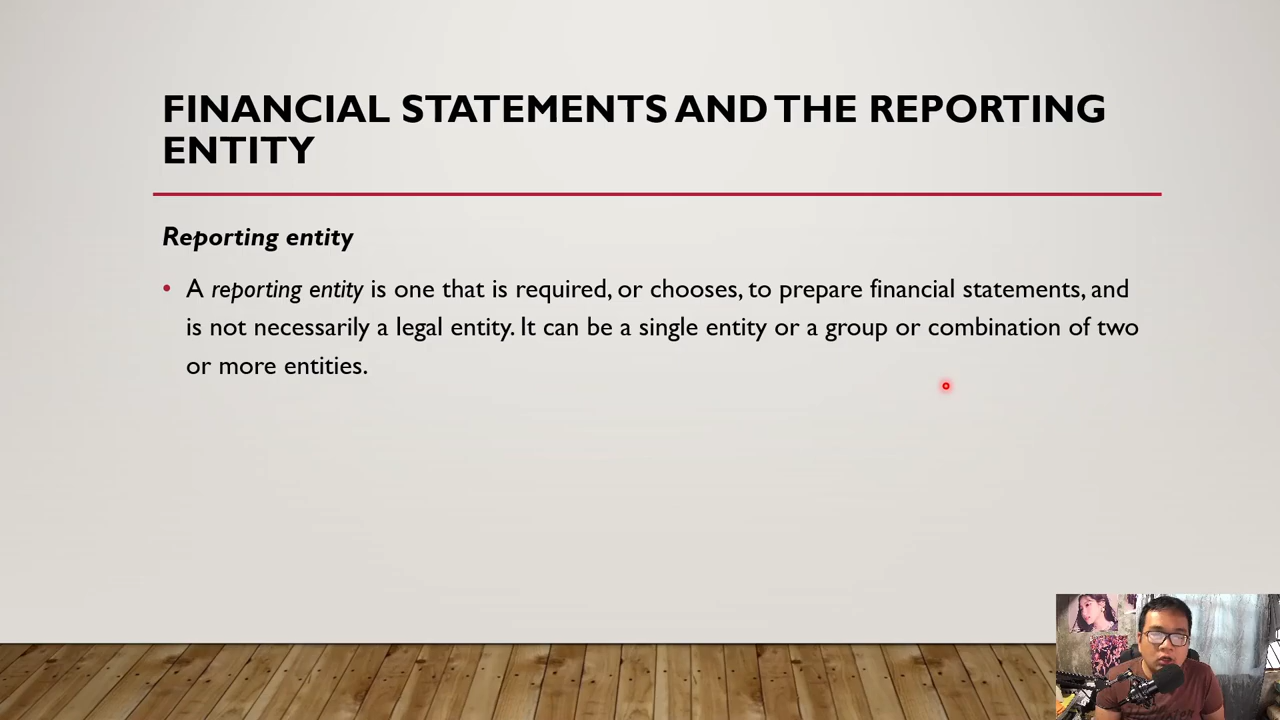 FINANCIAL STATEMENTS AND THE REPORTING
ENTITY
Reporting entity
• A reporting entity is one that is required, or chooses, to prepare financial statements, and
is not necessarily a legal entity. It can be a single entity or a group or combination of two
or more entities.